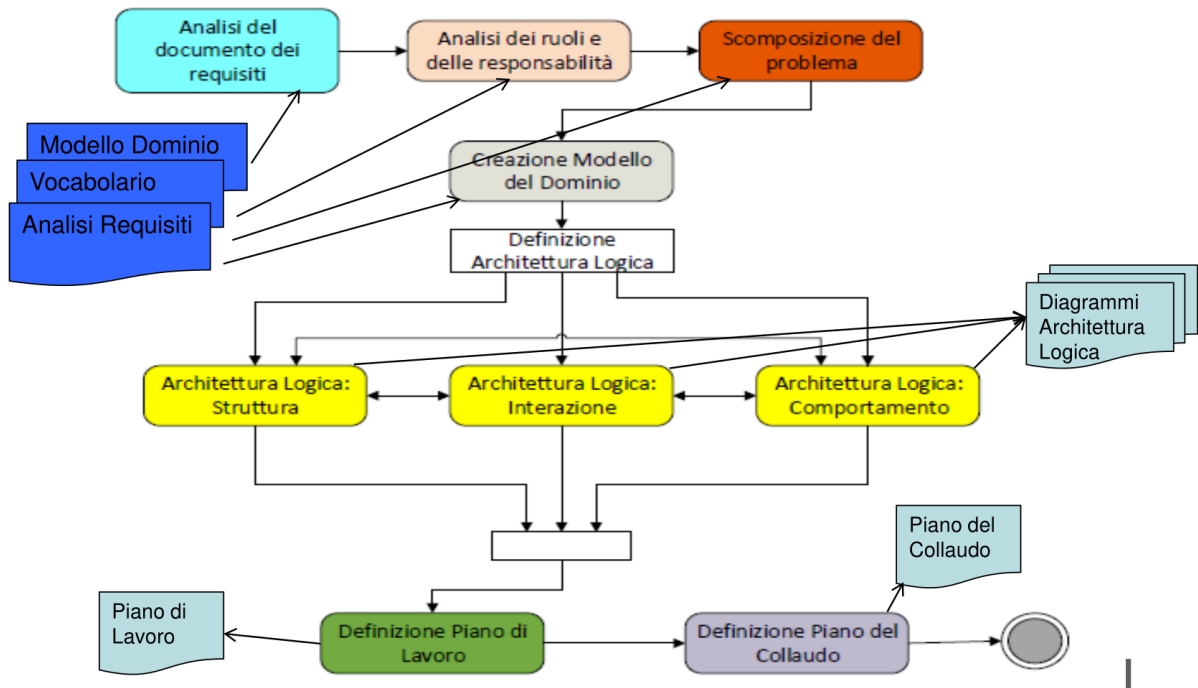 Analisi del
documento dei
requisiti
Analisi dei ruoli e
delle responsabilità
Scomposizione del
problema
Modello Dominio
Vocabolario
Analisi Requisiti
Creazione Modello
del Dominio
Definizione
Architettura Logica
Diagrammi
Architettura
Logica
Architettura Logica:
Struttura
Architettura Logica:
Interazione
Architettura Logica:
Comportamento
Piano del
Collaudo
Piano di
Lavoro
Definizione Piano di
Lavoro
Definizione Piano del
Collaudo